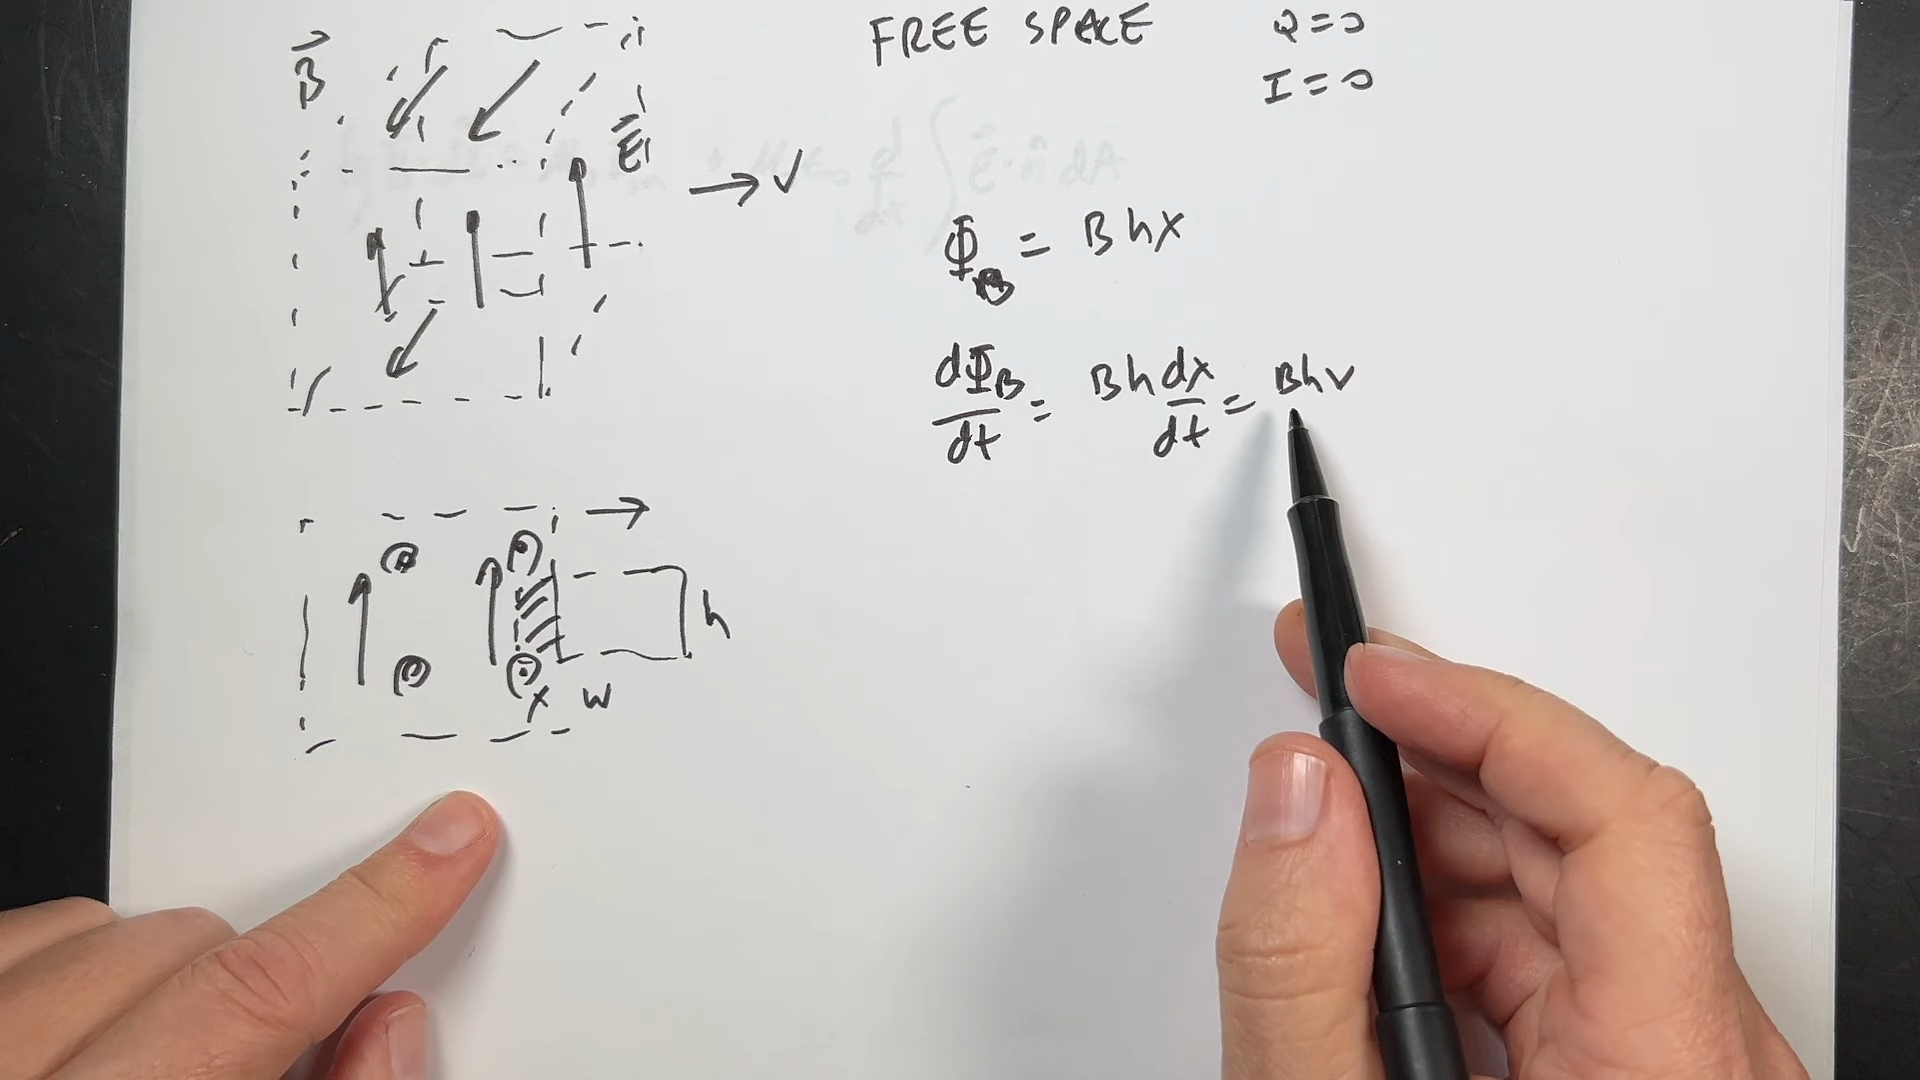 FREE SPACE
Q=0
I=0
B⃗
E⃗
V
Φ_B = Bhx
dΦ_B/dt = Bh dx/dt = Bhv
h
x
w